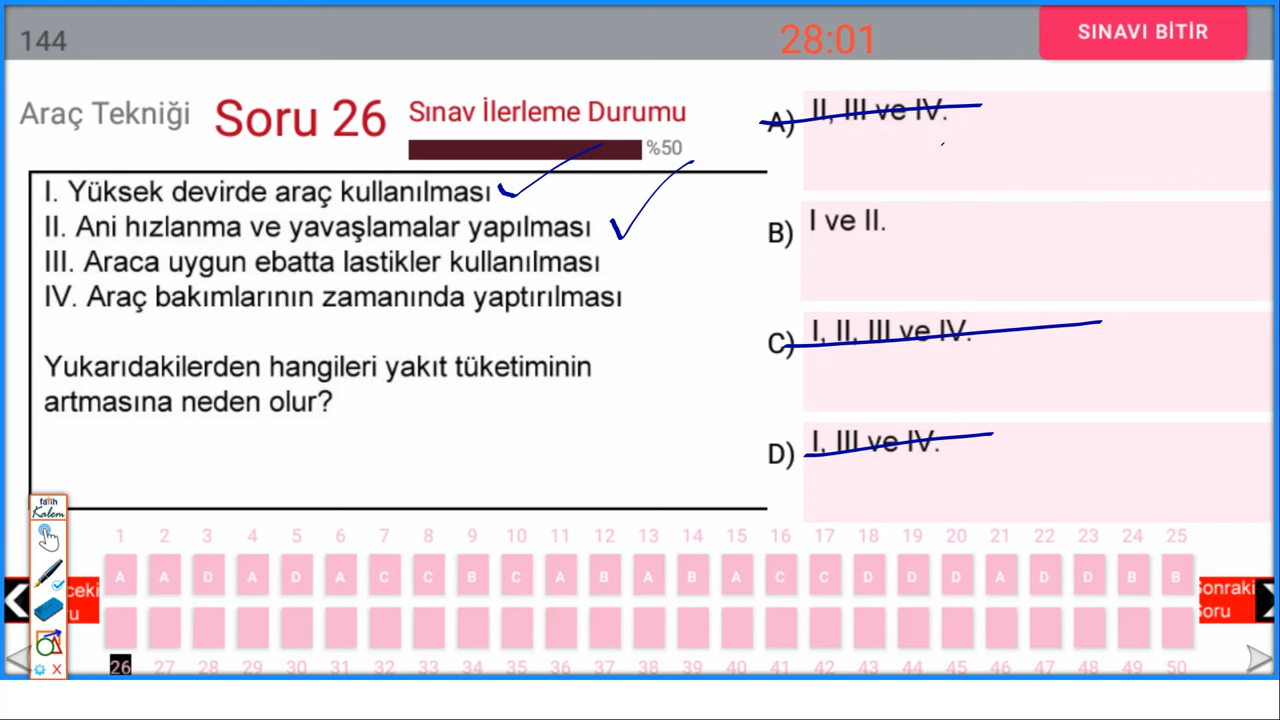 144
28:01
SINAVI BİTİR
Araç Tekniği
Soru 26
Sınav İlerleme Durumu
%50
I. Yüksek devirde araç kullanılması
II. Ani hızlanma ve yavaşlamalar yapılması
III. Araca uygun ebatta lastikler kullanılması
IV. Araç bakımlarının zamanında yaptırılması
Yukarıdakilerden hangileri yakıt tüketiminin
artmasına neden olur?
A) II, III ve IV.
B) I ve II.
C) I, II, III ve IV.
D) I, III ve IV.
fatih
Kalem
1 2 3 4 5 6 7 8 9 10 11 12 13 14 15 16 17 18 19 20 21 22 23 24 25
A A D A D A C C B C A B A B A C C D D D A D D B B
26 27 28 29 30 31 32 33 34 35 36 37 38 39 40 41 42 43 44 45 46 47 48 49 50
ceki
u
Sonraki
Soru